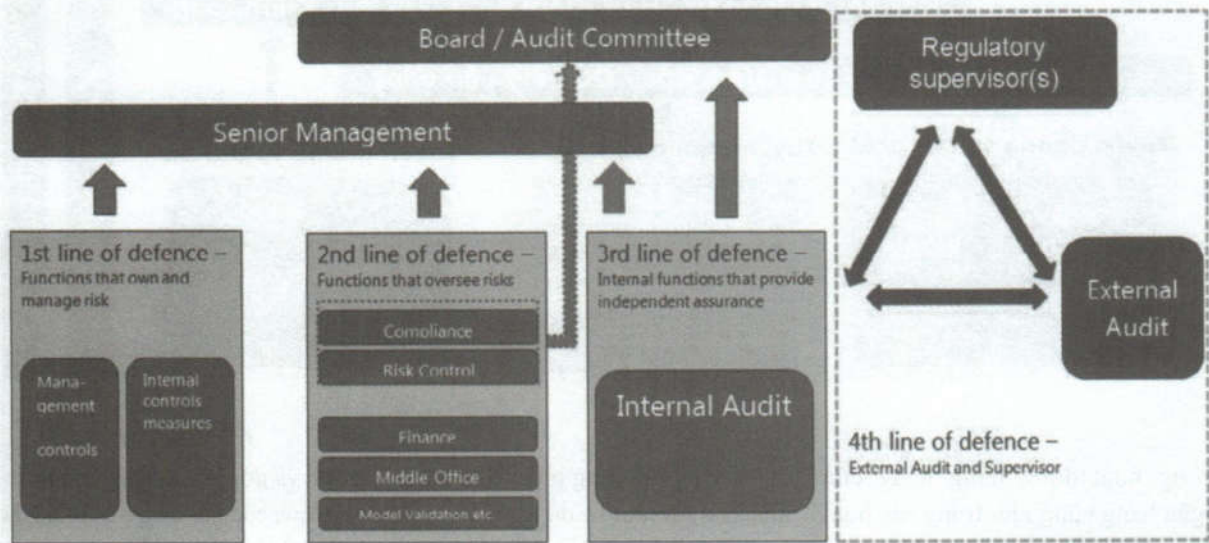 Board / Audit Committee
Senior Management
Regulatory
supervisor(s)
1st line of defence –
Functions that own and
manage risk
Mana-
gement
controls
Internal
controls
measures
2nd line of defence –
Functions that oversee risks
Compliance
Risk Control
Finance
Middle Office
Model Validation etc.
3rd line of defence –
Internal functions that provide
independent assurance
Internal Audit
External
Audit
4th line of defence –
External Audit and Supervisor